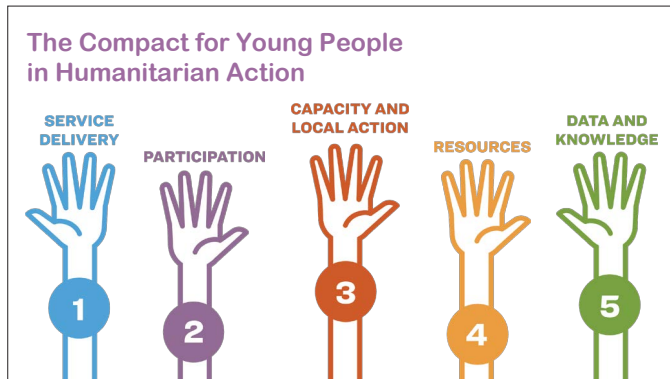 The Compact for Young People
in Humanitarian Action
SERVICE
DELIVERY
PARTICIPATION
CAPACITY AND
LOCAL ACTION
RESOURCES
DATA AND
KNOWLEDGE
1
2
3
4
5